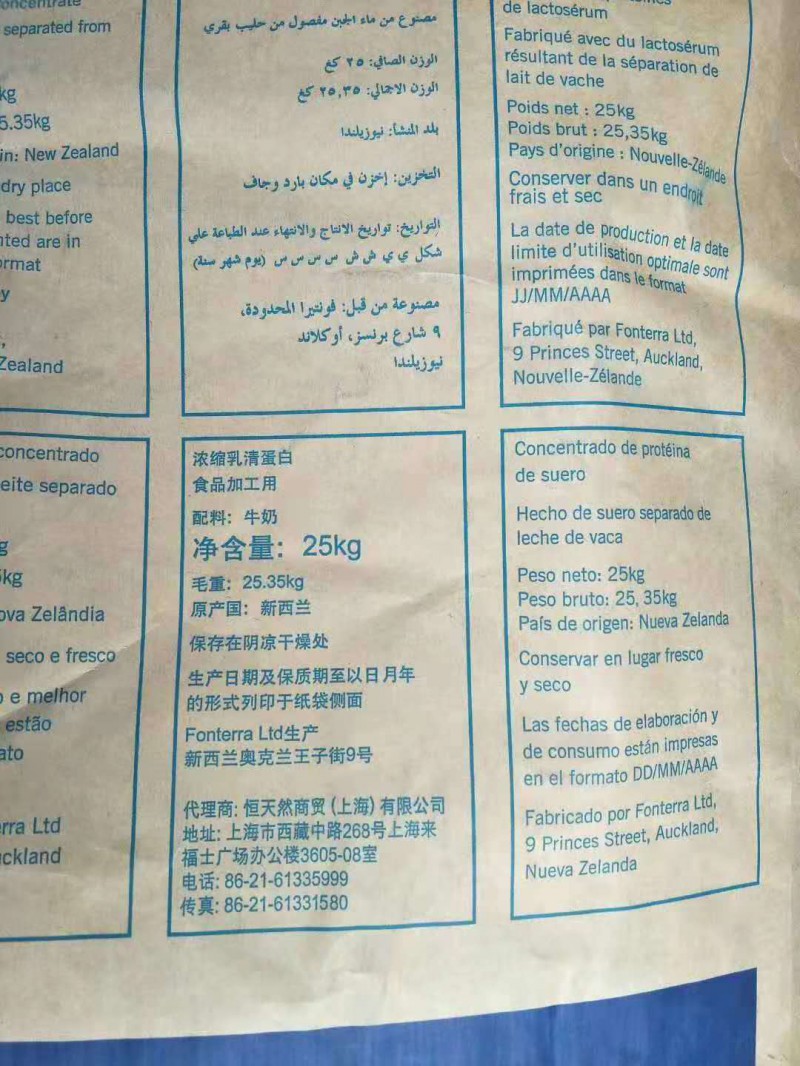 separated from
kg
5.35kg
in: New Zealand
dry place
best before
nted are in
ormat
y
,
Zealand
مصنوع من ماء الجبن مفصول من حليب بقري
الوزن الصافي: ٢٥ كغ
الوزن الاجمالي: ٢٥,٣٥ كغ
بلد المنشأ: نيوزيلندا
التخزين: إخزن في مكان بارد وجاف
التواريخ: تواريخ الانتاج والانتهاء عند الطباعة علي
شكل ي ي ش ش س س س س (يوم شهر سنة)
مصنوعة من قبل: فونتيرا المحدودة،
٩ شارع برنسز، أوكلاند
نيوزيلندا
de lactosérum
Fabriqué avec du lactosérum
résultant de la séparation de
lait de vache
Poids net : 25kg
Poids brut : 25,35kg
Pays d'origine : Nouvelle-Zélande
Conserver dans un endroit
frais et sec
La date de production et la date
limite d'utilisation optimale sont
imprimées dans le format
JJ/MM/AAAA
Fabriqué par Fonterra Ltd,
9 Princes Street, Auckland,
Nouvelle-Zélande
concentrado
eite separado
g
kg
ova Zelândia
seco e fresco
o e melhor
estão
ato
rra Ltd
uckland
浓缩乳清蛋白
食品加工用
配料：牛奶
净含量：25kg
毛重：25.35kg
原产国：新西兰
保存在阴凉干燥处
生产日期及保质期至以日月年
的形式列印于纸袋侧面
Fonterra Ltd生产
新西兰奥克兰王子街9号
代理商: 恒天然商贸 (上海) 有限公司
地址: 上海市西藏中路268号上海来
福士广场办公楼3605-08室
电话: 86-21-61335999
传真: 86-21-61331580
Concentrado de protéina
de suero
Hecho de suero separado de
leche de vaca
Peso neto: 25kg
Peso bruto: 25, 35kg
País de origen: Nueva Zelanda
Conservar en lugar fresco
y seco
Las fechas de elaboración y
de consumo están impresas
en el formato DD/MM/AAAA
Fabricado por Fonterra Ltd,
9 Princes Street, Auckland,
Nueva Zelanda